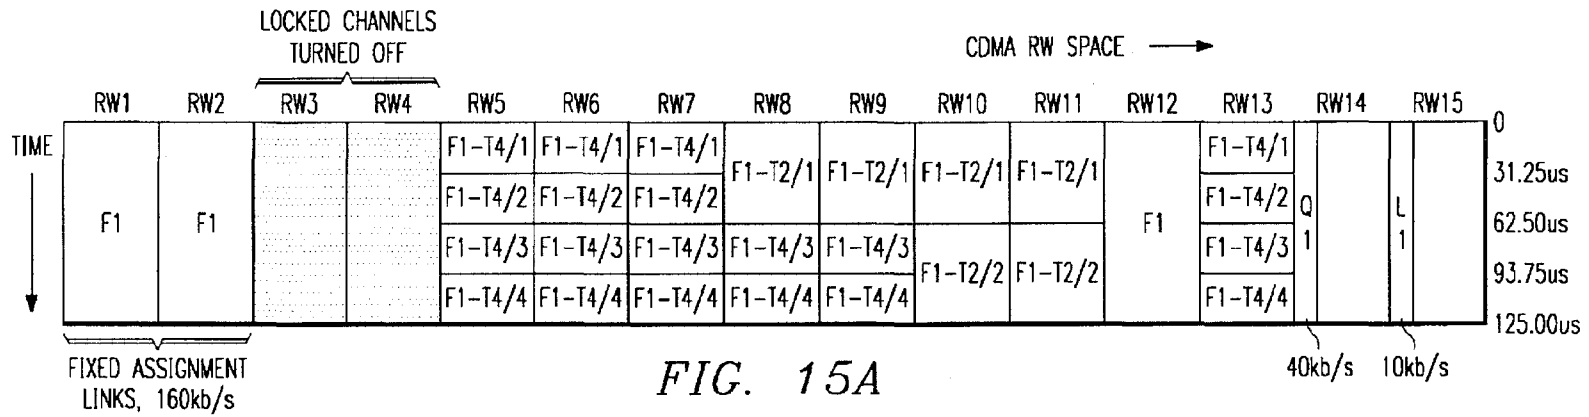 LOCKED CHANNELS
TURNED OFF
CDMA RW SPACE
RW1 RW2 RW3 RW4 RW5 RW6 RW7 RW8 RW9 RW10 RW11 RW12 RW13 RW14 RW15
TIME
0
F1-T4/1 F1-T4/1 F1-T4/1 F1-T4/1
F1-T2/1 F1-T2/1 F1-T2/1 F1-T2/1
31.25us
F1-T4/2 F1-T4/2 F1-T4/2 F1-T4/2
F1 F1 F1 Q1 L1
62.50us
F1-T4/3 F1-T4/3 F1-T4/3 F1-T4/3 F1-T4/3 F1-T4/3
F1-T2/2 F1-T2/2
93.75us
F1-T4/4 F1-T4/4 F1-T4/4 F1-T4/4 F1-T4/4 F1-T4/4
125.00us
FIXED ASSIGNMENT
LINKS, 160kb/s
40kb/s 10kb/s
FIG. 15A